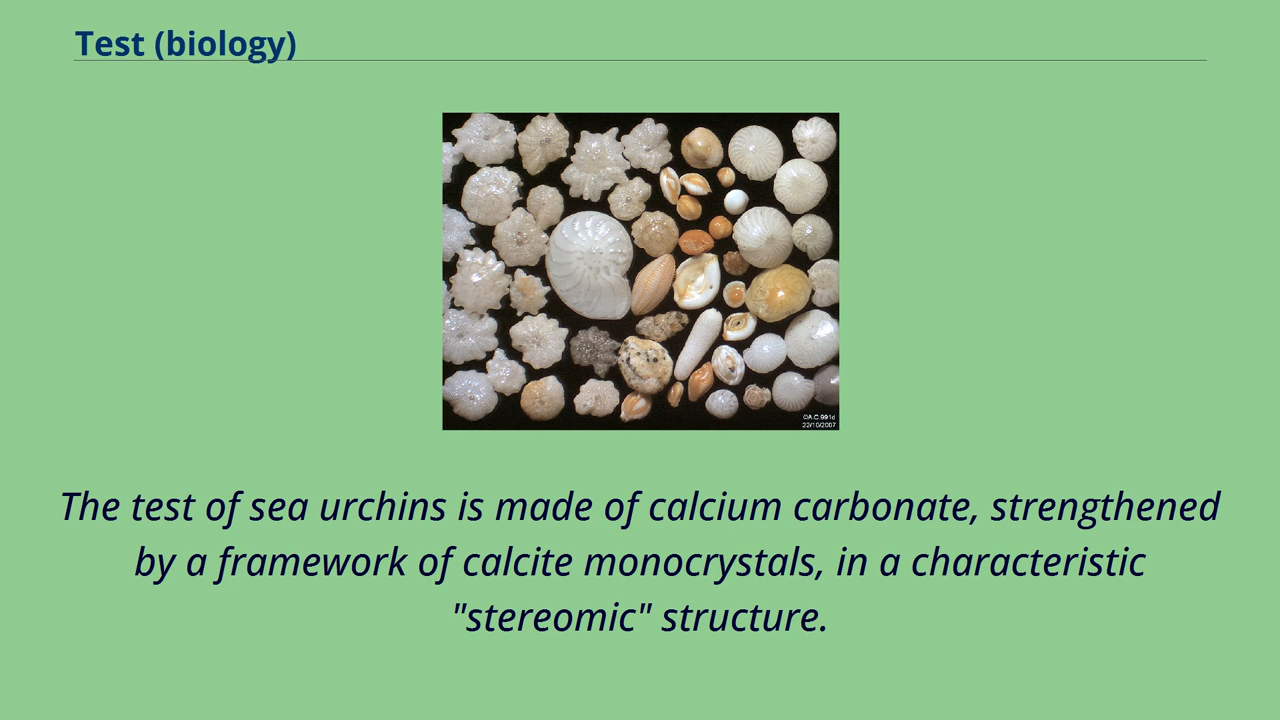 Test (biology)
©A.C.991d
22/10/2007
The test of sea urchins is made of calcium carbonate, strengthened
by a framework of calcite monocrystals, in a characteristic
"stereomic" structure.